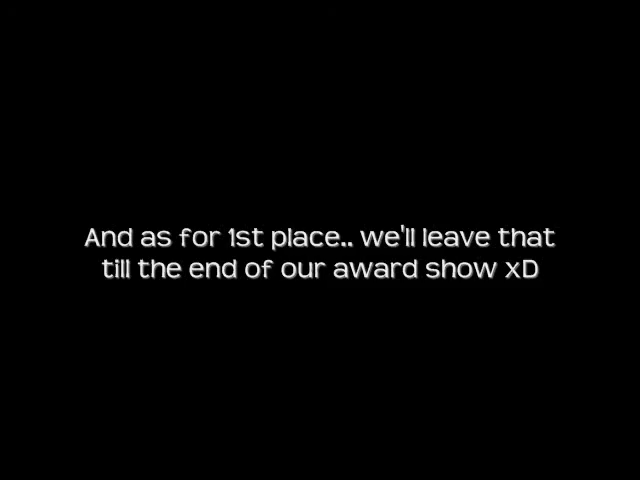 And as for 1st place.. we'll leave that
till the end of our award show xD